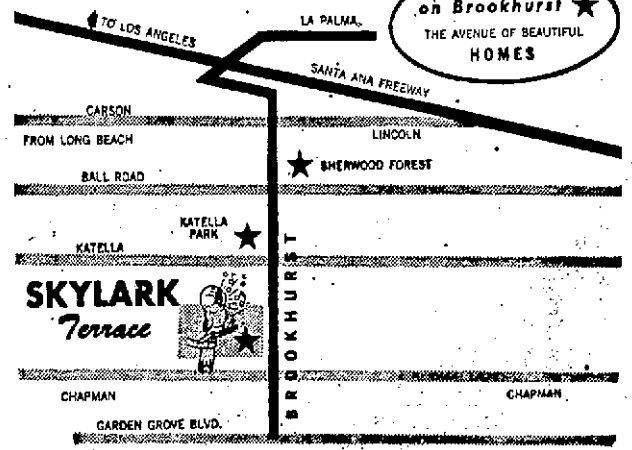 on Brookhurst
THE AVENUE OF BEAUTIFUL
HOMES
LA PALMA
TO LOS ANGELES
SANTA ANA FREEWAY
CARSON
LINCOLN
FROM LONG BEACH
SHERWOOD FOREST
BALL ROAD
KATELLA
PARK
KATELLA
SKYLARK
Terrace
BROOKHURST
CHAPMAN
CHAPMAN
GARDEN GROVE BLVD.